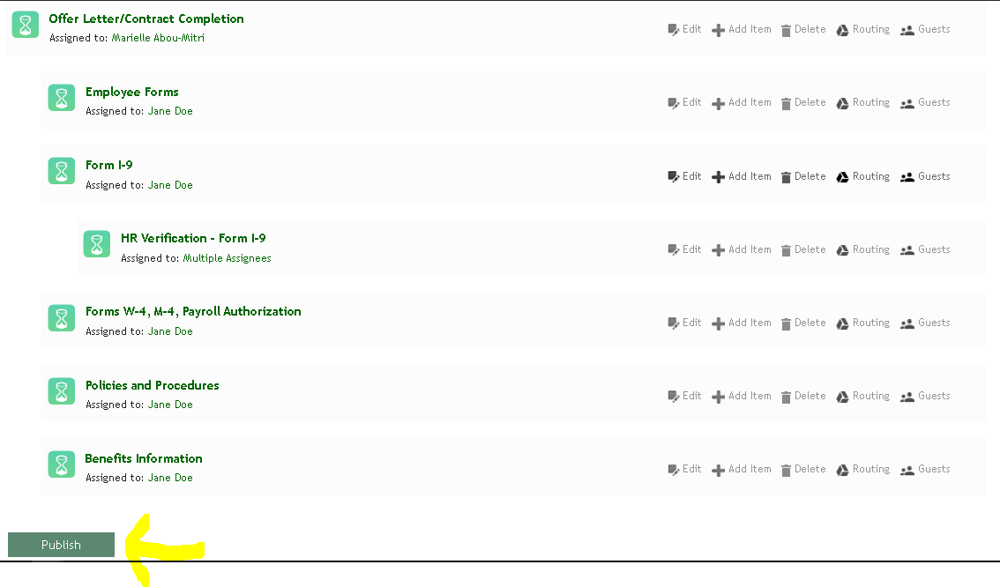 Offer Letter/Contract Completion
Assigned to: Marielle Abou-Mitri
Edit Add Item Delete Routing Guests
Employee Forms
Assigned to: Jane Doe
Edit Add Item Delete Routing Guests
Form I-9
Assigned to: Jane Doe
Edit Add Item Delete Routing Guests
HR Verification - Form I-9
Assigned to: Multiple Assignees
Edit Add Item Delete Routing Guests
Forms W-4, M-4, Payroll Authorization
Assigned to: Jane Doe
Edit Add Item Delete Routing Guests
Policies and Procedures
Assigned to: Jane Doe
Edit Add Item Delete Routing Guests
Benefits Information
Assigned to: Jane Doe
Edit Add Item Delete Routing Guests
Publish